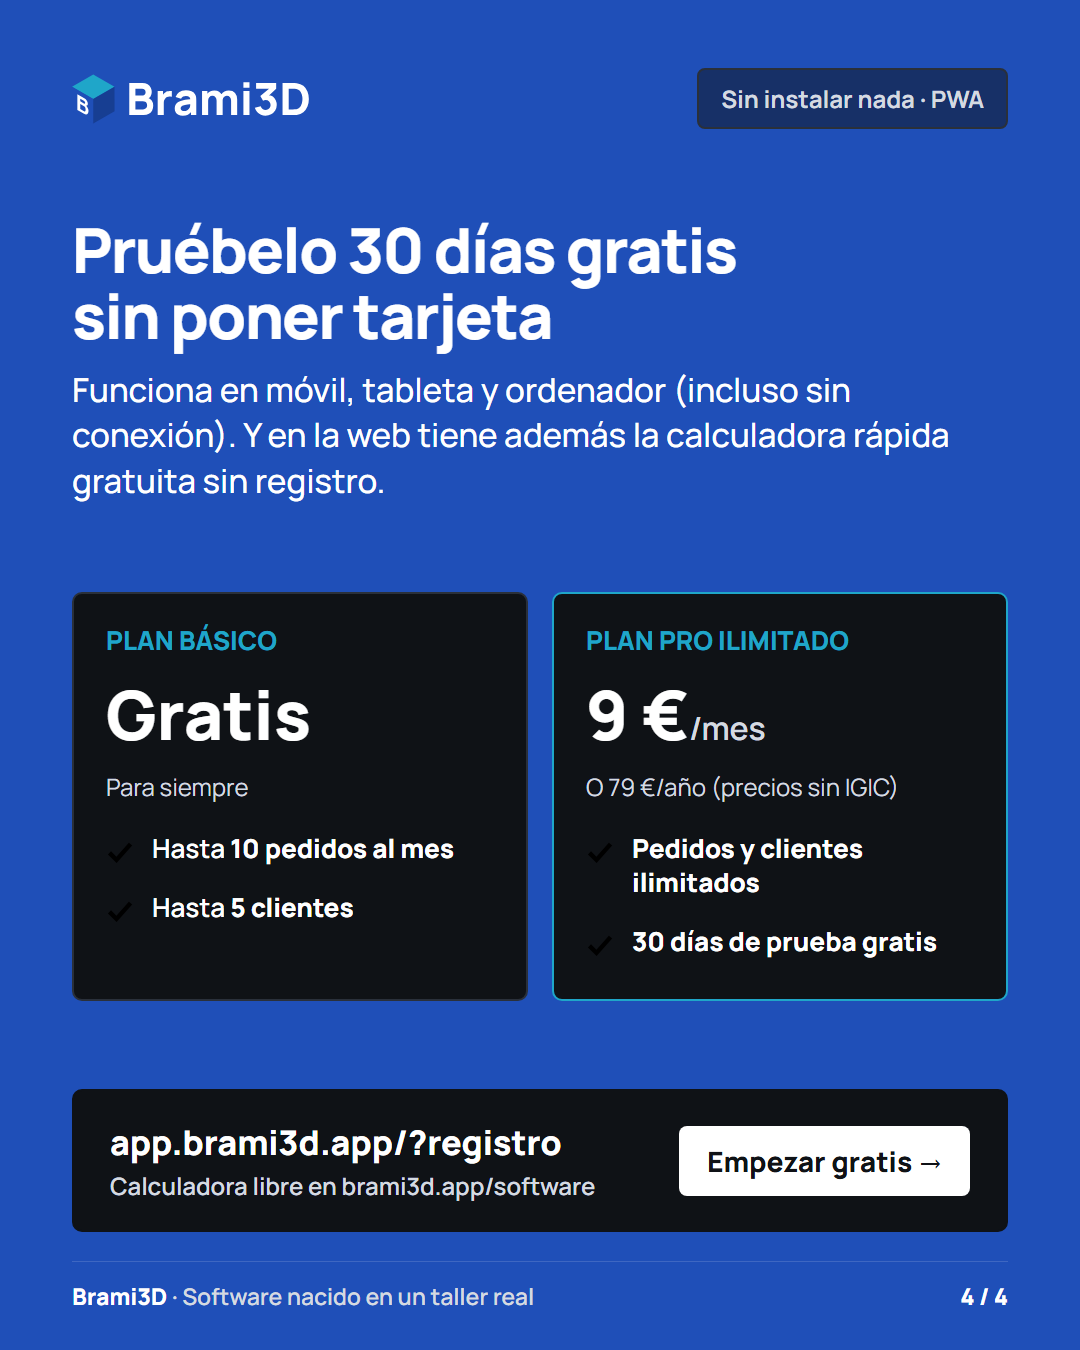 B
Brami3D
Sin instalar nada · PWA
Pruébelo 30 días gratis
sin poner tarjeta
Funciona en móvil, tableta y ordenador (incluso sin
conexión). Y en la web tiene además la calculadora rápida
gratuita sin registro.
PLAN BÁSICO
Gratis
Para siempre
Hasta 10 pedidos al mes
Hasta 5 clientes
PLAN PRO ILIMITADO
9 €/mes
O 79 €/año (precios sin IGIC)
Pedidos y clientes
ilimitados
30 días de prueba gratis
app.brami3d.app/?registro
Calculadora libre en brami3d.app/software
Empezar gratis →
Brami3D · Software nacido en un taller real
4 / 4